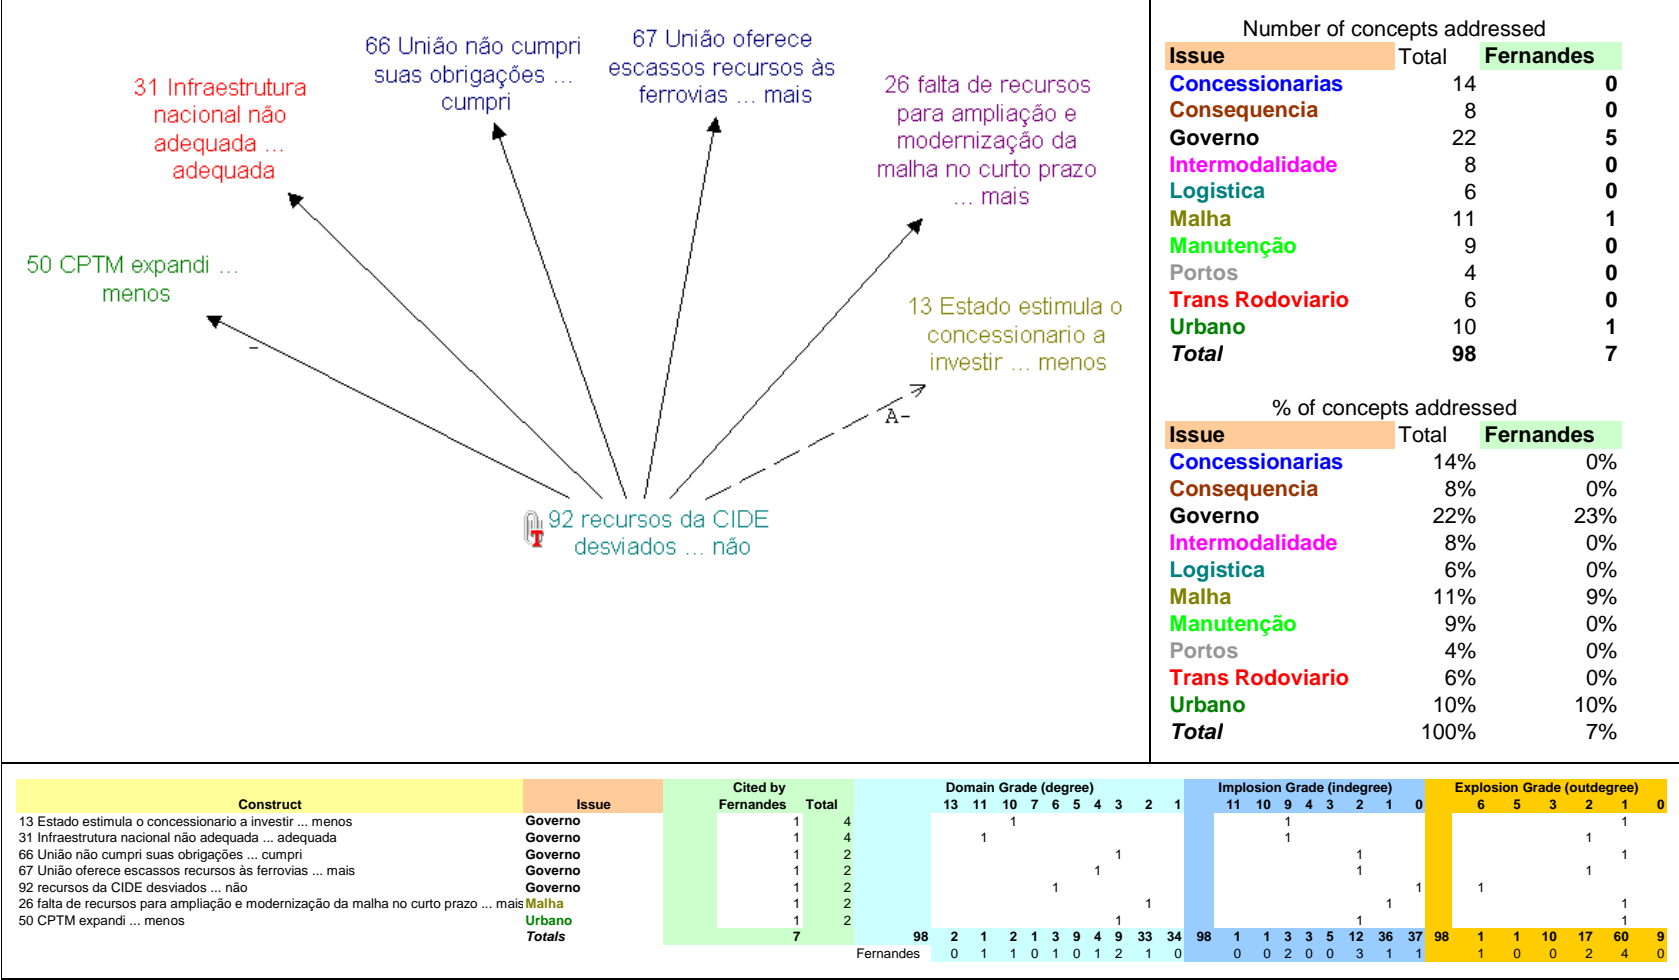 66 União não cumpri
suas obrigações ...
cumpri
67 União oferece
escassos recursos às
ferrovias ... mais
31 Infraestrutura
nacional não
adequada ...
adequada
26 falta de recursos
para ampliação e
modernização da
malha no curto prazo
... mais
50 CPTM expandi ...
menos
13 Estado estimula o
concessionario a
investir ... menos
-
A-
92 recursos da CIDE
desviados ... não
T
Number of concepts addressed
Issue Total Fernandes
Concessionarias 14 0
Consequencia 8 0
Governo 22 5
Intermodalidade 8 0
Logistica 6 0
Malha 11 1
Manutenção 9 0
Portos 4 0
Trans Rodoviario 6 0
Urbano 10 1
Total 98 7
% of concepts addressed
Issue Total Fernandes
Concessionarias 14% 0%
Consequencia 8% 0%
Governo 22% 23%
Intermodalidade 8% 0%
Logistica 6% 0%
Malha 11% 9%
Manutenção 9% 0%
Portos 4% 0%
Trans Rodoviario 6% 0%
Urbano 10% 10%
Total 100% 7%
Cited by Domain Grade (degree) Implosion Grade (indegree) Explosion Grade (outdegree)
Construct Issue Fernandes Total 13 11 10 7 6 5 4 3 2 1 11 10 9 4 3 2 1 0 6 5 3 2 1 0
13 Estado estimula o concessionario a investir ... menos Governo 1 4 1 1 1
31 Infraestrutura nacional não adequada ... adequada Governo 1 4 1 1 1
66 União não cumpri suas obrigações ... cumpri Governo 1 2 1 1 1
67 União oferece escassos recursos às ferrovias ... mais Governo 1 2 1 1 1
92 recursos da CIDE desviados ... não Governo 1 2 1 1 1
26 falta de recursos para ampliação e modernização da malha no curto prazo ... mais Malha 1 2 1 1 1
50 CPTM expandi ... menos Urbano 1 2 1 1 1
Totals 7 98 2 1 2 1 3 9 4 9 33 34 98 1 1 3 3 5 12 36 37 98 1 1 10 17 60 9
Fernandes 0 1 1 0 1 0 1 2 1 0 0 0 2 0 0 3 1 1 1 0 0 2 4 0